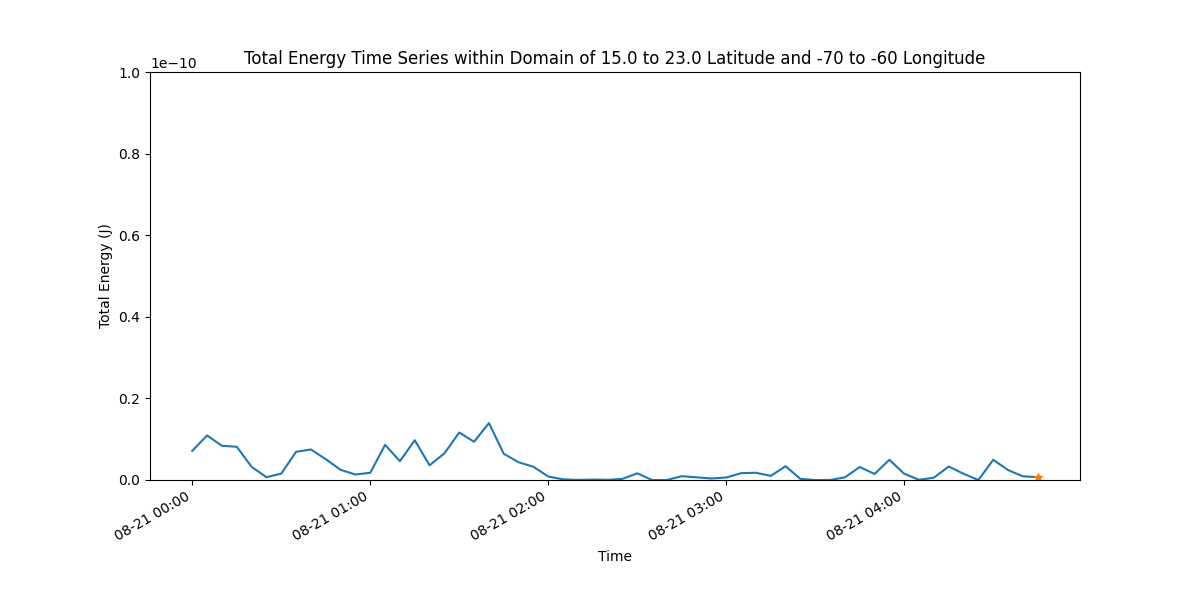 Total Energy Time Series within Domain of 15.0 to 23.0 Latitude and -70 to -60 Longitude
1e−10
1.0
0.8
0.6
0.4
0.2
0.0
Total Energy (J)
08-21 00:00
08-21 01:00
08-21 02:00
08-21 03:00
08-21 04:00
Time